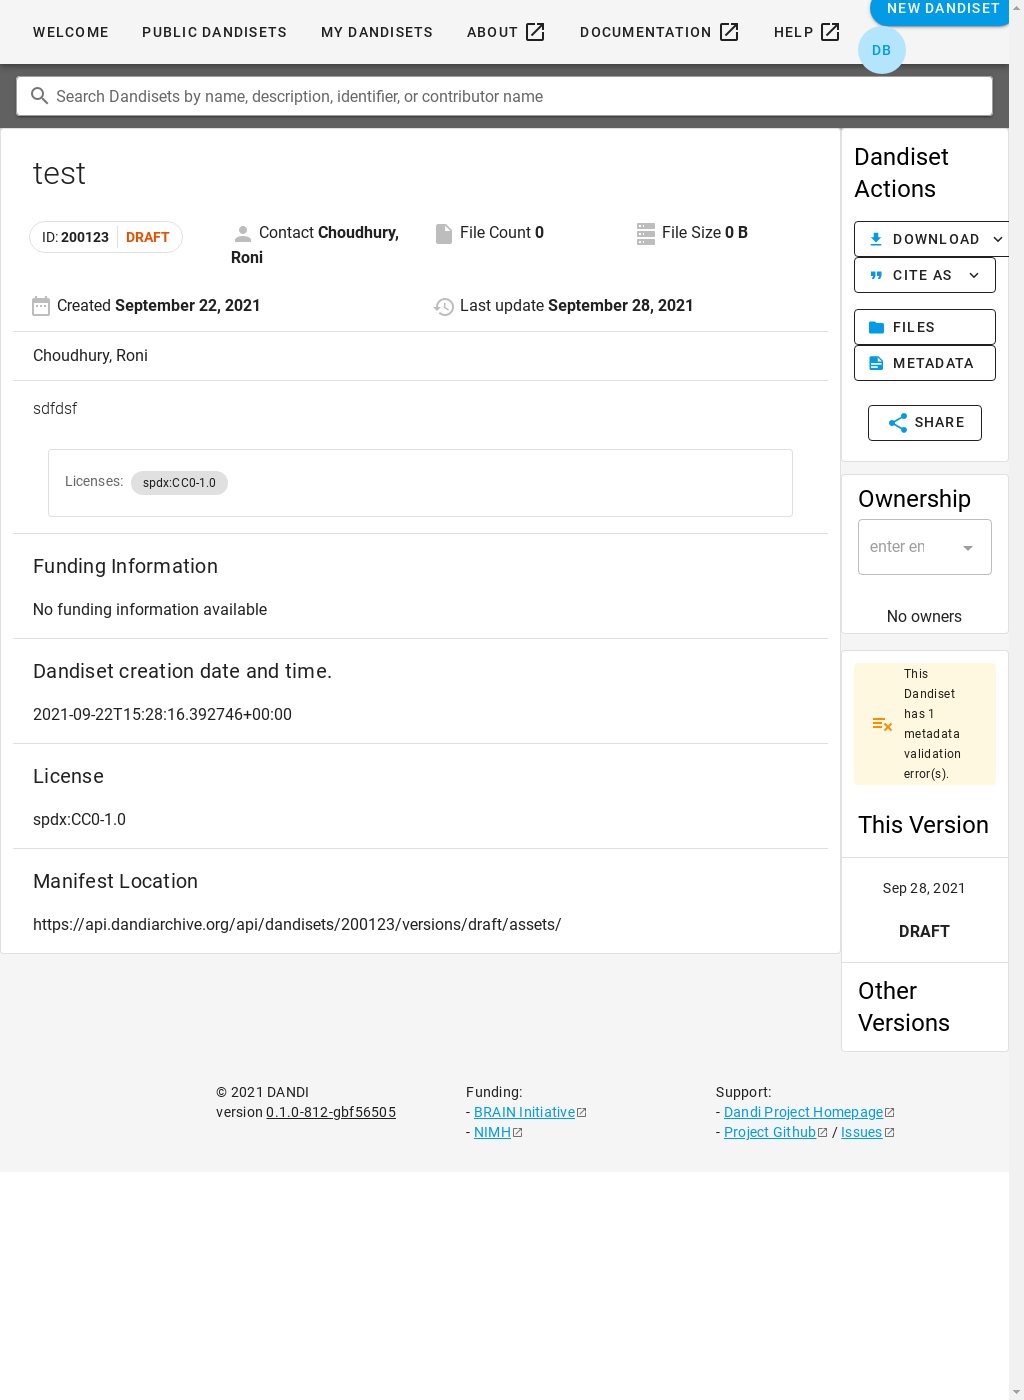 WELCOME PUBLIC DANDISETS MY DANDISETS ABOUT DOCUMENTATION HELP NEW DANDISET
DB
Search Dandisets by name, description, identifier, or contributor name
test
ID: 200123 DRAFT
Contact Choudhury,
Roni
File Count 0
File Size 0 B
Created September 22, 2021
Last update September 28, 2021
Choudhury, Roni
sdfdsf
Licenses: spdx:CC0-1.0
Funding Information
No funding information available
Dandiset creation date and time.
2021-09-22T15:28:16.392746+00:00
License
spdx:CC0-1.0
Manifest Location
https://api.dandiarchive.org/api/dandisets/200123/versions/draft/assets/
Dandiset
Actions
DOWNLOAD
CITE AS
FILES
METADATA
SHARE
Ownership
enter en
No owners
This
Dandiset
has 1
metadata
validation
error(s).
This Version
Sep 28, 2021
DRAFT
Other
Versions
© 2021 DANDI
version 0.1.0-812-gbf56505
Funding:
- BRAIN Initiative
- NIMH
Support:
- Dandi Project Homepage
- Project Github / Issues